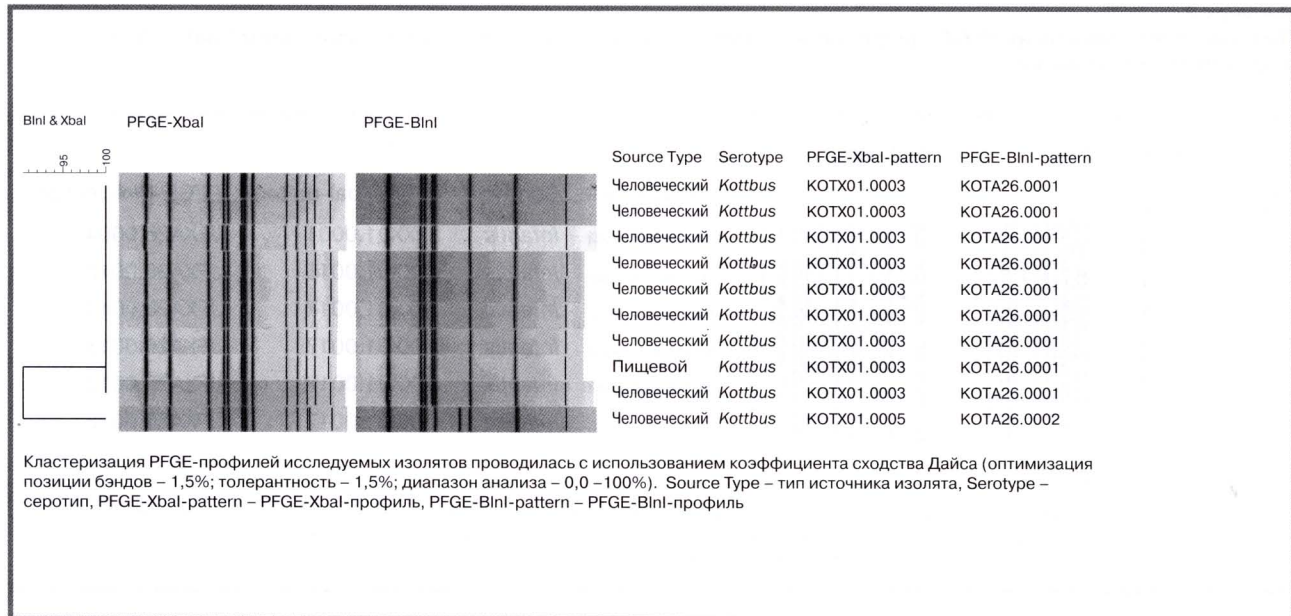 BlnI & XbaI PFGE-XbaI PFGE-BlnI
95 100
Source Type Serotype PFGE-XbaI-pattern PFGE-BlnI-pattern
Человеческий Kottbus KOTX01.0003 KOTA26.0001
Человеческий Kottbus KOTX01.0003 KOTA26.0001
Человеческий Kottbus KOTX01.0003 KOTA26.0001
Человеческий Kottbus KOTX01.0003 KOTA26.0001
Человеческий Kottbus KOTX01.0003 KOTA26.0001
Человеческий Kottbus KOTX01.0003 KOTA26.0001
Человеческий Kottbus KOTX01.0003 KOTA26.0001
Пищевой Kottbus KOTX01.0003 KOTA26.0001
Человеческий Kottbus KOTX01.0003 KOTA26.0001
Человеческий Kottbus KOTX01.0005 KOTA26.0002
Кластеризация PFGE-профилей исследуемых изолятов проводилась с использованием коэффициента сходства Дайса (оптимизация
позиции бэндов – 1,5%; толерантность – 1,5%; диапазон анализа – 0,0 –100%). Source Type – тип источника изолята, Serotype –
серотип, PFGE-XbaI-pattern – PFGE-XbaI-профиль, PFGE-BlnI-pattern – PFGE-BlnI-профиль